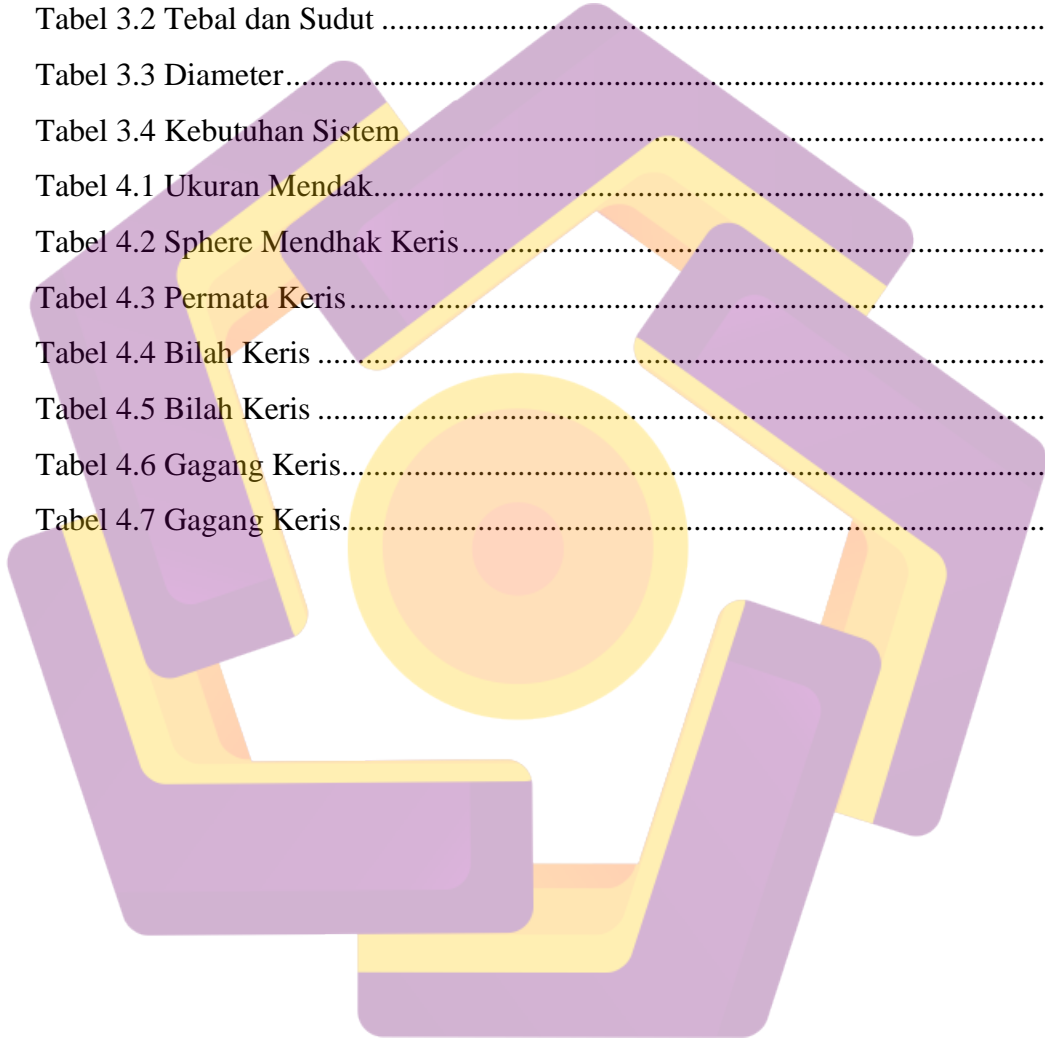 Tabel 3.2 Tebal dan Sudut ........................................................................................
Tabel 3.3 Diameter....................................................................................................
Tabel 3.4 Kebutuhan Sistem .....................................................................................
Tabel 4.1 Ukuran Mendak.........................................................................................
Tabel 4.2 Sphere Mendhak Keris..............................................................................
Tabel 4.3 Permata Keris............................................................................................
Tabel 4.4 Bilah Keris ................................................................................................
Tabel 4.5 Bilah Keris ................................................................................................
Tabel 4.6 Gagang Keris.............................................................................................
Tabel 4.7 Gagang Keris.............................................................................................